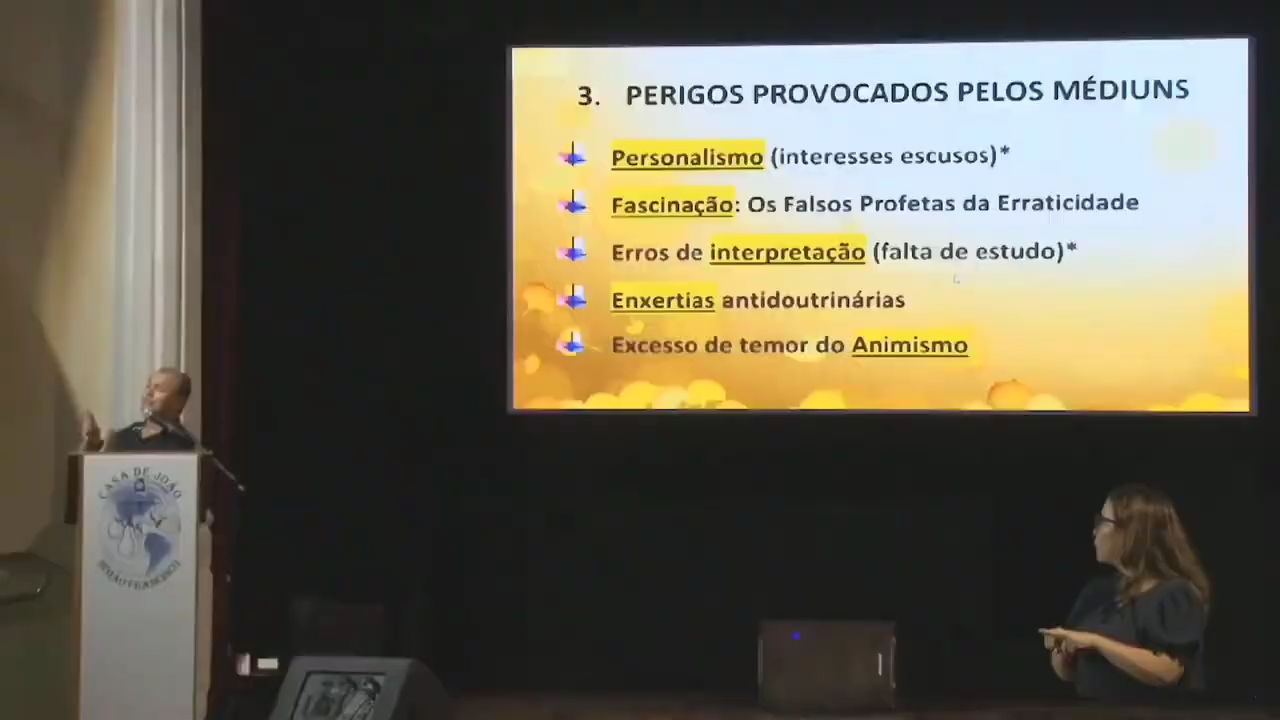 3. PERIGOS PROVOCADOS PELOS MÉDIUNS
Personalismo (interesses escusos)*
Fascinação: Os Falsos Profetas da Erraticidade
Erros de interpretação (falta de estudo)*
Enxertias antidoutrinárias
Excesso de temor do Animismo
CASA DE JOÃO